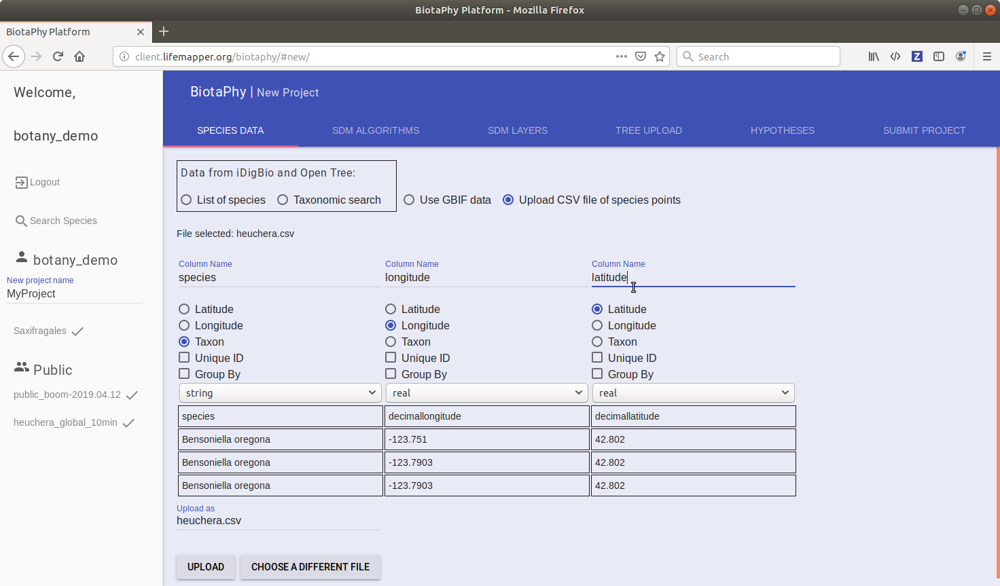 BiotaPhy Platform - Mozilla Firefox
BiotaPhy Platform
client.lifemapper.org/biotaphy/#new/
Search
Z
Welcome,
botany_demo
Logout
Search Species
botany_demo
New project name
MyProject
Saxifragales
Public
public_boom-2019.04.12
heuchera_global_10min
BiotaPhy | New Project
SPECIES DATA SDM ALGORITHMS SDM LAYERS TREE UPLOAD HYPOTHESES SUBMIT PROJECT
Data from iDigBio and Open Tree:
List of species Taxonomic search Use GBIF data Upload CSV file of species points
File selected: heuchera.csv
Column Name Column Name Column Name
species longitude latitude
Latitude Latitude Latitude
Longitude Longitude Longitude
Taxon Taxon Taxon
Unique ID Unique ID Unique ID
Group By Group By Group By
string real real
species decimallongitude decimallatitude
Bensoniella oregona -123.751 42.802
Bensoniella oregona -123.7903 42.802
Bensoniella oregona -123.7903 42.802
Upload as
heuchera.csv
UPLOAD CHOOSE A DIFFERENT FILE